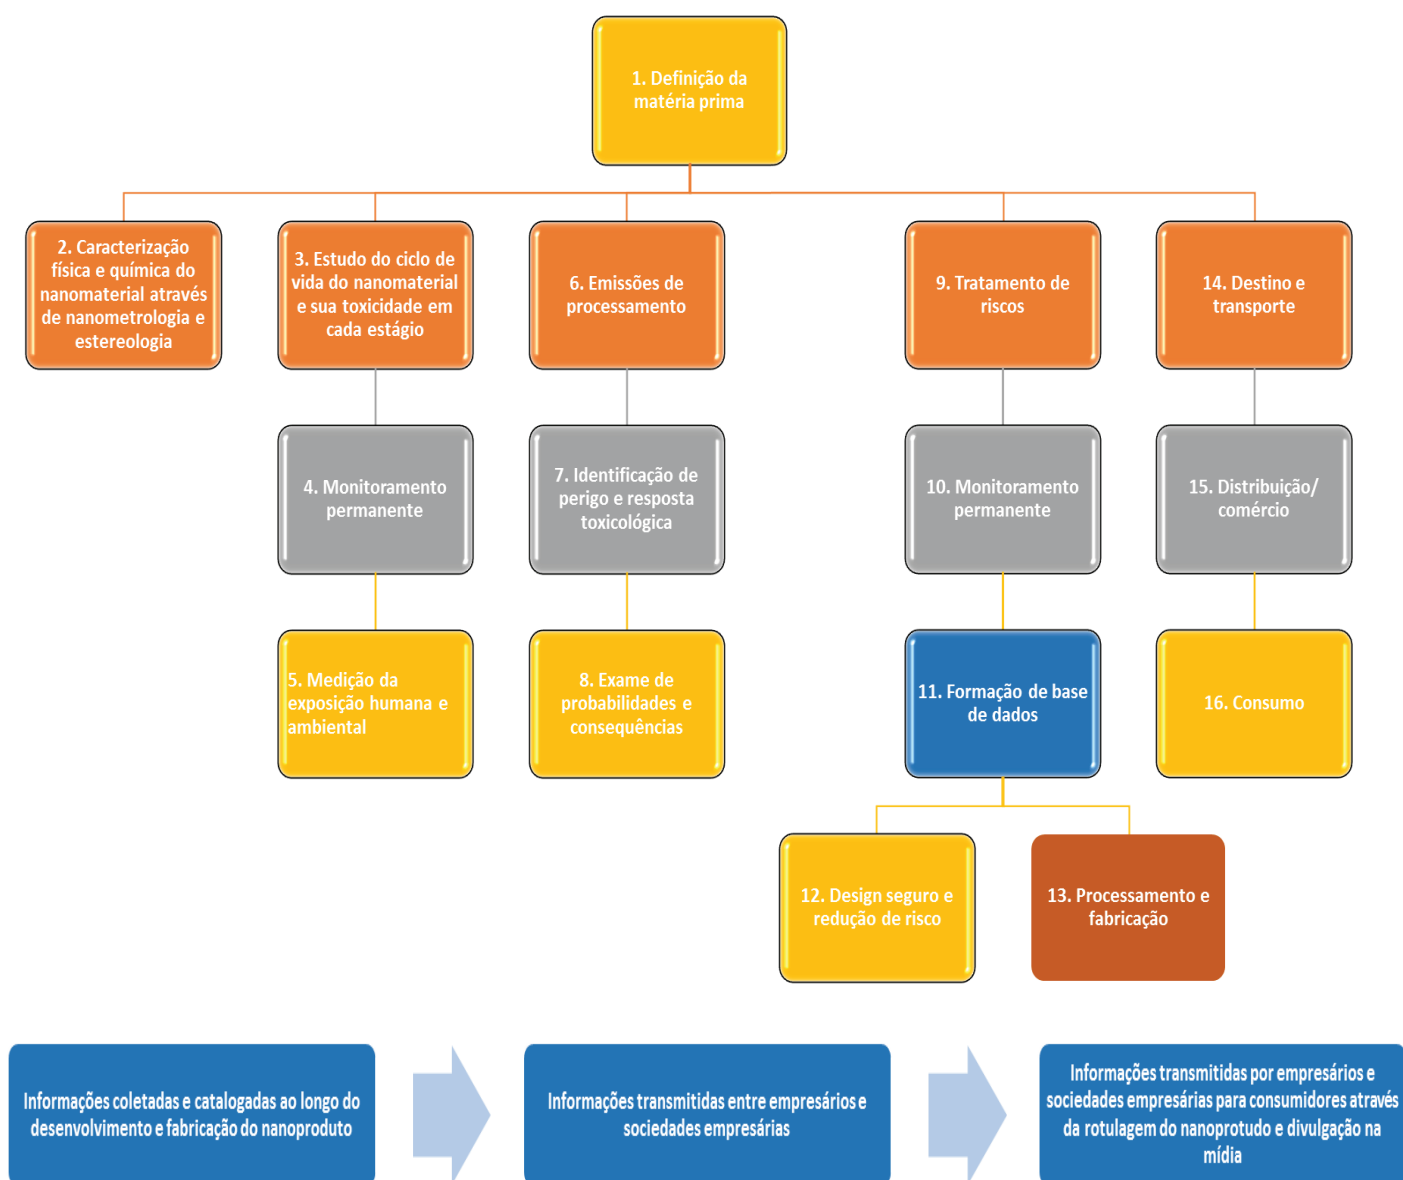 1. Definição da
matéria prima
2. Caracterização
física e química do
nanomaterial através
de nanometrologia e
estereologia
3. Estudo do ciclo de
vida do nanomaterial
e sua toxicidade em
cada estágio
6. Emissões de
processamento
9. Tratamento de
riscos
14. Destino e
transporte
4. Monitoramento
permanente
7. Identificação de
perigo e resposta
toxicológica
10. Monitoramento
permanente
15. Distribuição/
comércio
5. Medição da
exposição humana e
ambiental
8. Exame de
probabilidades e
consequências
11. Formação de base
de dados
16. Consumo
12. Design seguro e
redução de risco
13. Processamento e
fabricação
Informações coletadas e catalogadas ao longo do
desenvolvimento e fabricação do nanoproduto
Informações transmitidas entre empresários e
sociedades empresárias
Informações transmitidas por empresários e
sociedades empresárias para consumidores através
da rotulagem do nanoprotudo e divulgação na
mídia